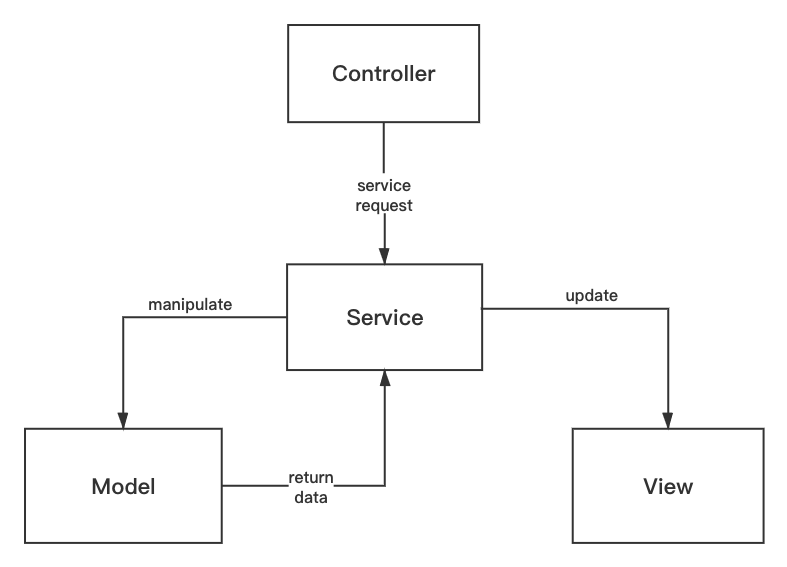 Controller
service
request
manipulate
update
Service
Model
return
data
View